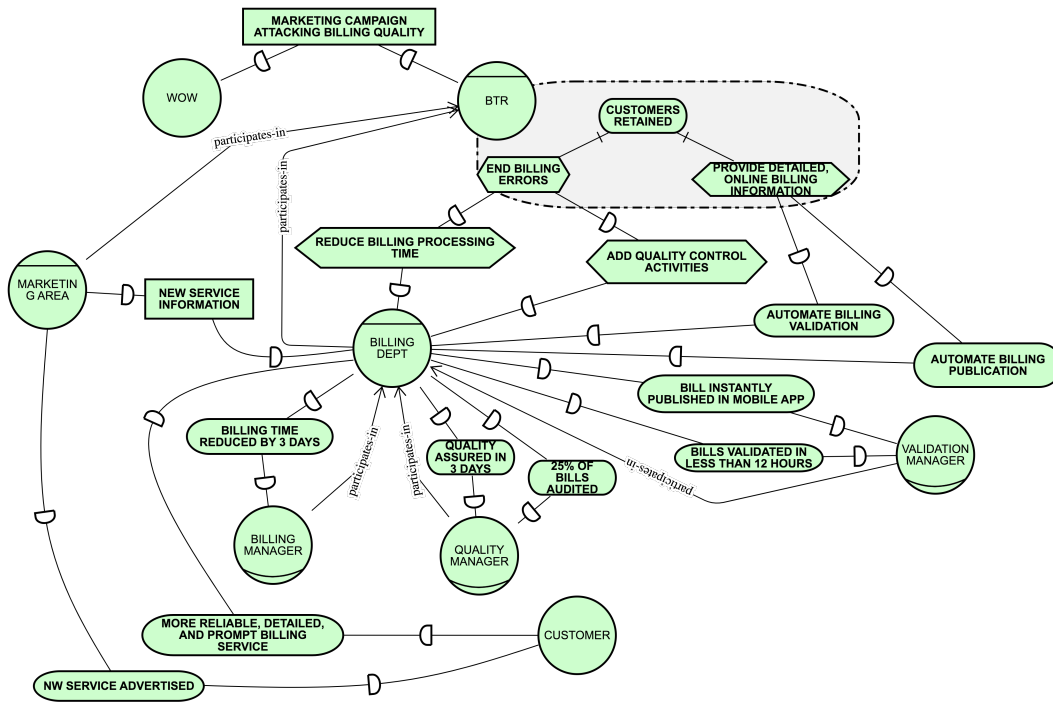 MARKETING CAMPAIGN
ATTACKING BILLING QUALITY
WOW
BTR
CUSTOMERS
RETAINED
participates-in
participates-in
END BILLING
ERRORS
PROVIDE DETAILED,
ONLINE BILLING
INFORMATION
REDUCE BILLING PROCESSING
TIME
ADD QUALITY CONTROL
ACTIVITIES
MARKETIN
G AREA
NEW SERVICE
INFORMATION
BILLING
DEPT
AUTOMATE BILLING
VALIDATION
AUTOMATE BILLING
PUBLICATION
BILL INSTANTLY
PUBLISHED IN MOBILE APP
BILLING TIME
REDUCED BY 3 DAYS
QUALITY
ASSURED IN
3 DAYS
25% OF
BILLS
AUDITED
BILLS VALIDATED IN
LESS THAN 12 HOURS
VALIDATION
MANAGER
participates-in
participates-in
participates-in
BILLING
MANAGER
QUALITY
MANAGER
MORE RELIABLE, DETAILED,
AND PROMPT BILLING
SERVICE
CUSTOMER
NW SERVICE ADVERTISED